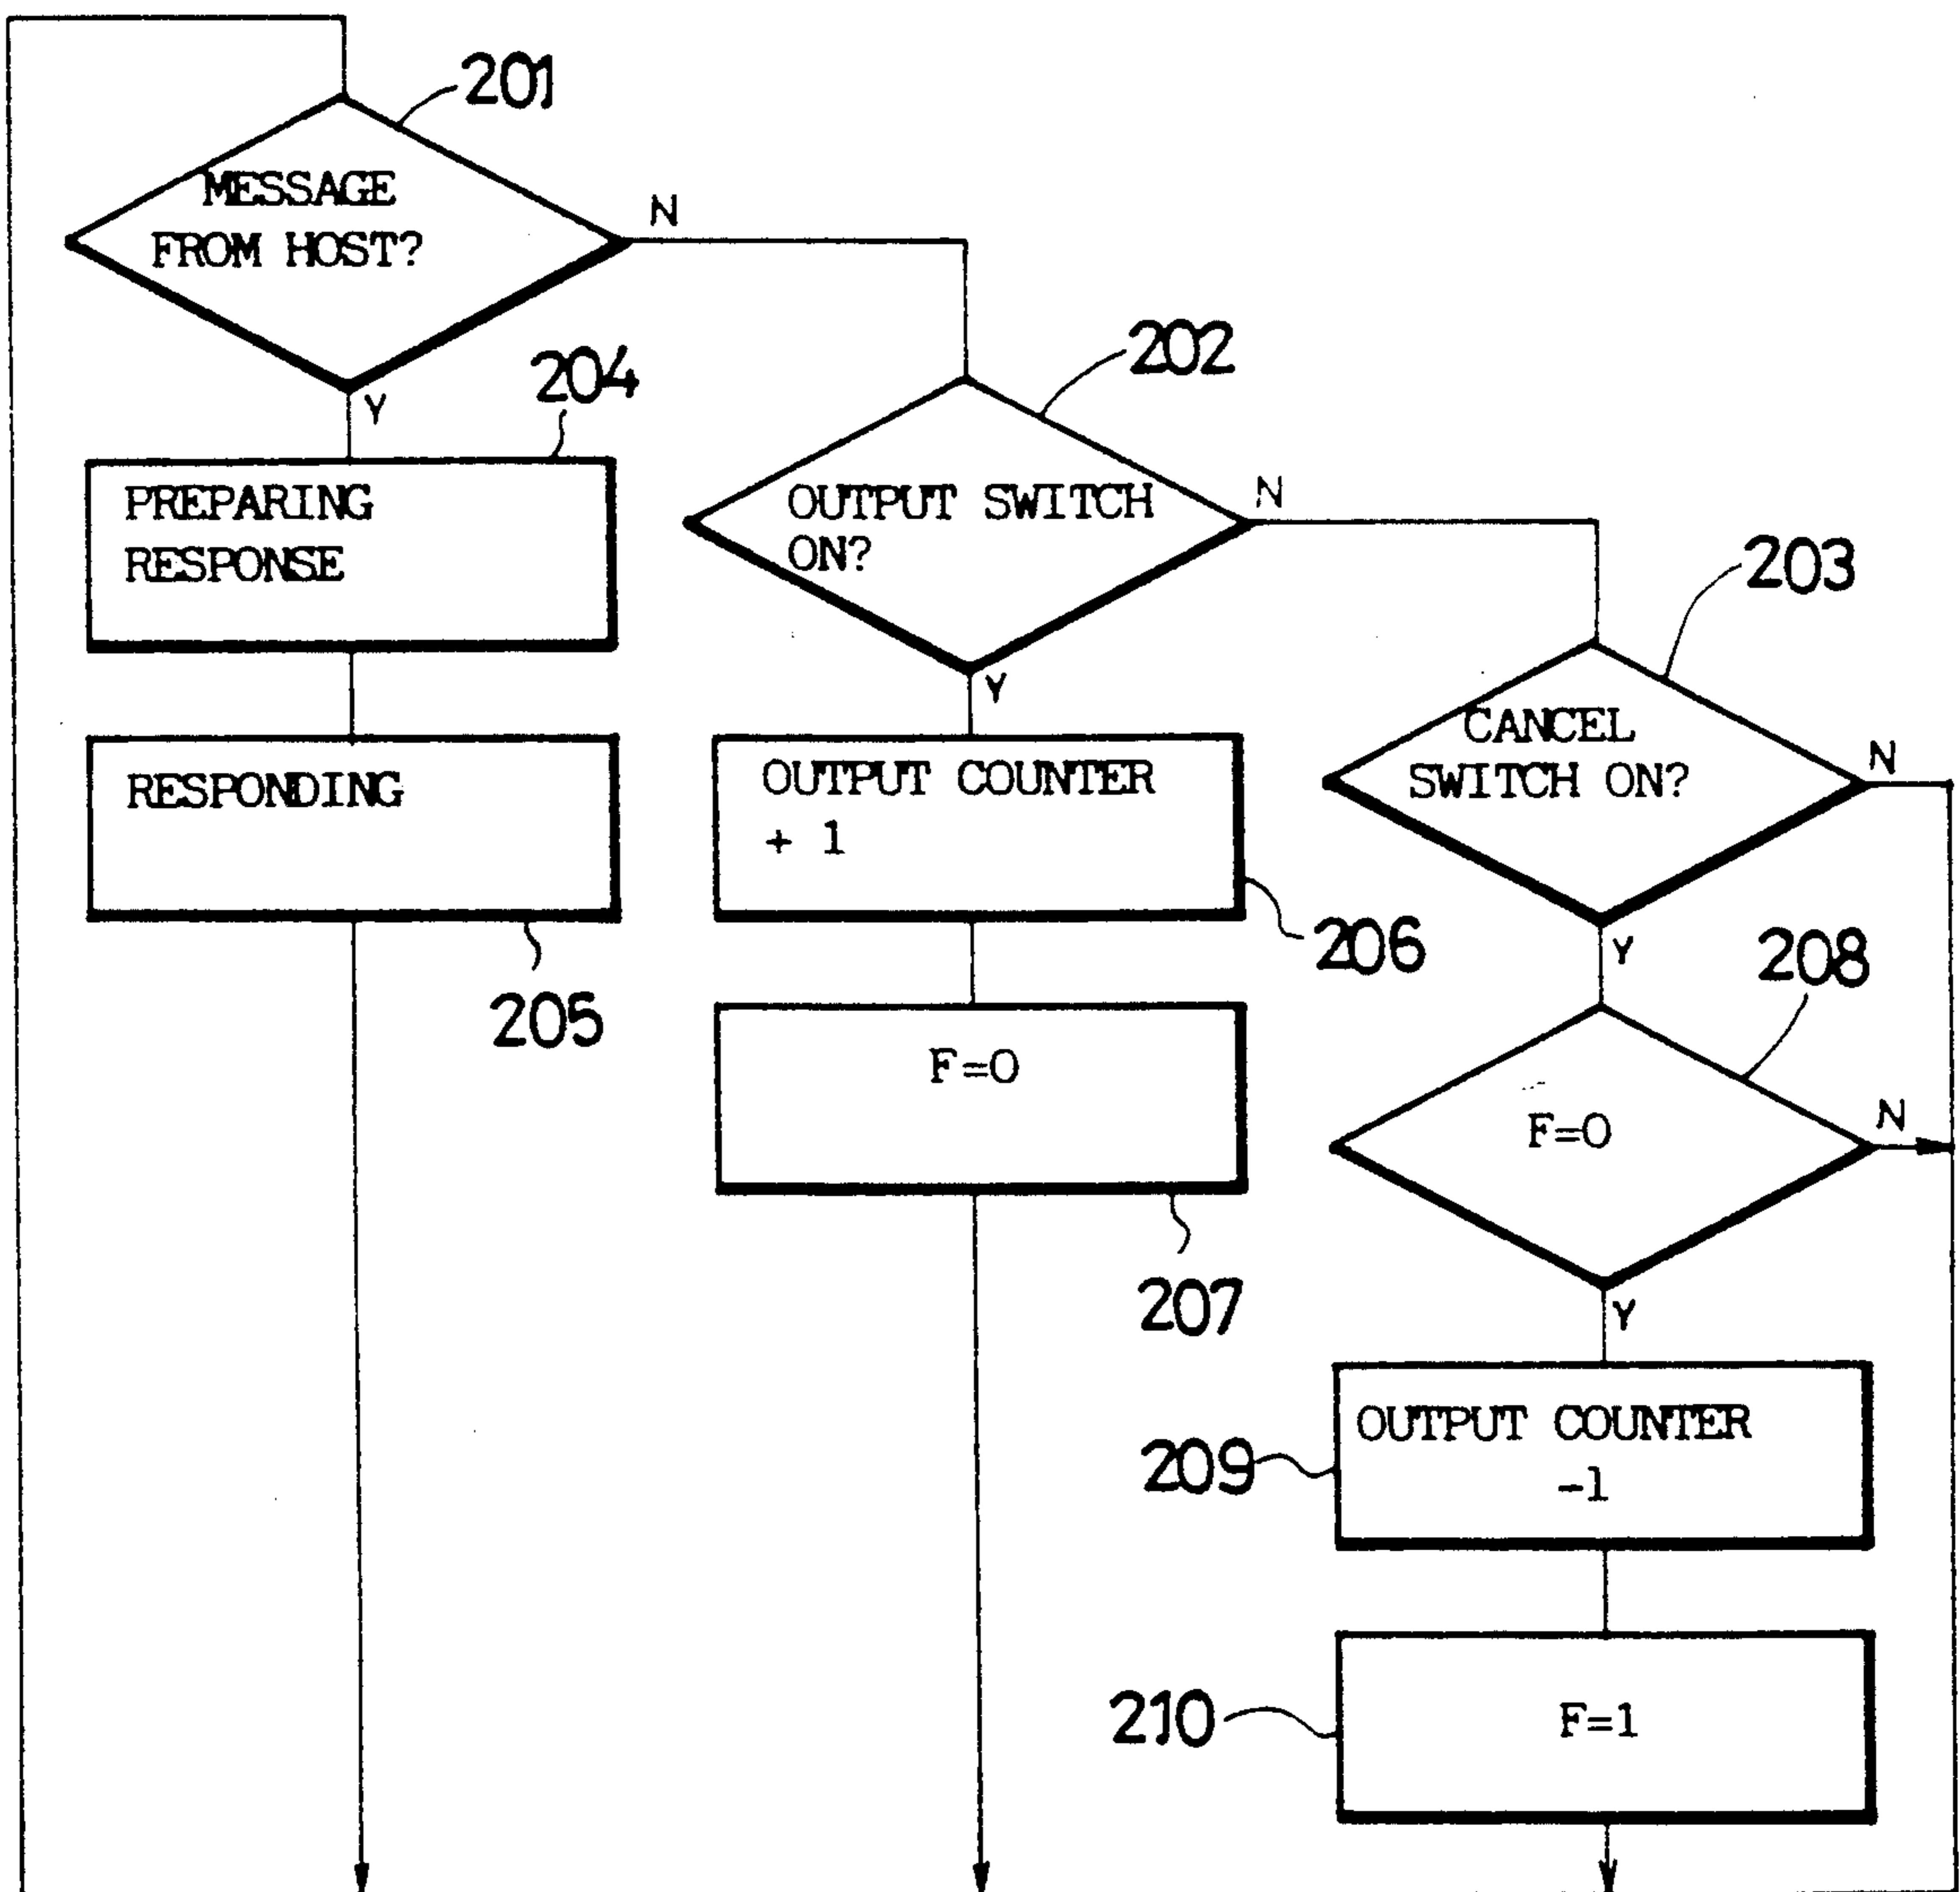 201
MESSAGE
FROM HOST?
N
Y
204
PREPARING
RESPONSE
RESPONDING
205
202
OUTPUT SWITCH
ON?
N
Y
OUTPUT COUNTER
+ 1
206
F=0
207
203
CANCEL
SWITCH ON?
N
Y
208
F=0
N
Y
OUTPUT COUNTER
-1
209
F=1
210